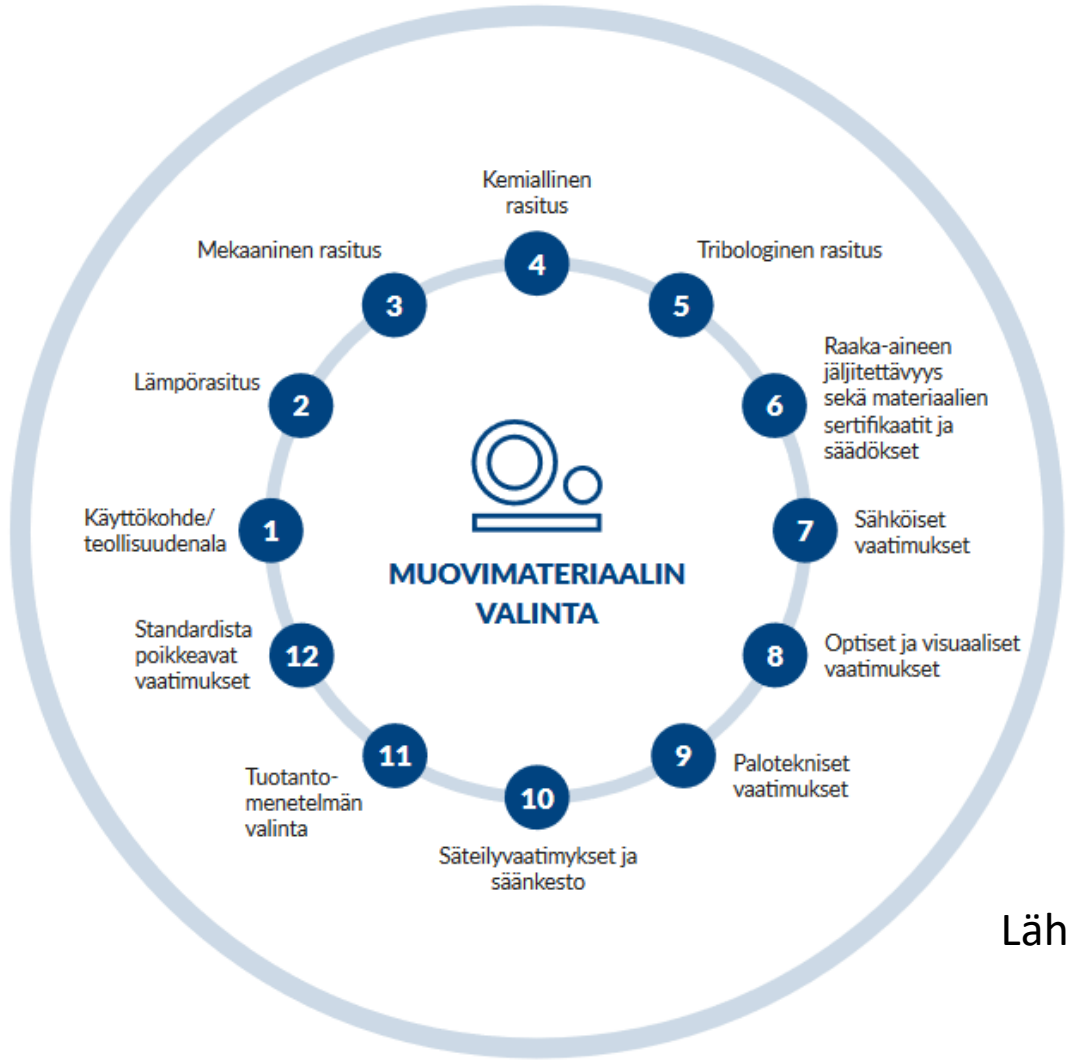 Kemiallinen
rasitus
Mekaaninen rasitus
4
Tribologinen rasitus
3
5
Lämpörasitus
2
Raaka-aineen
jäljitettävyys
sekä materiaalien
sertifikaatit ja
säädökset
6
Käyttökohde/
teollisuudenala
1
MUOVIMATERIAALIN
VALINTA
7
Sähköiset
vaatimukset
Standardista
poikkeavat
vaatimukset
12
8
Optiset ja visuaaliset
vaatimukset
11
9
Tuotanto-
menetelmän
valinta
10
Palotekniset
vaatimukset
Säteilyvaatimykset ja
säänkesto
Läh